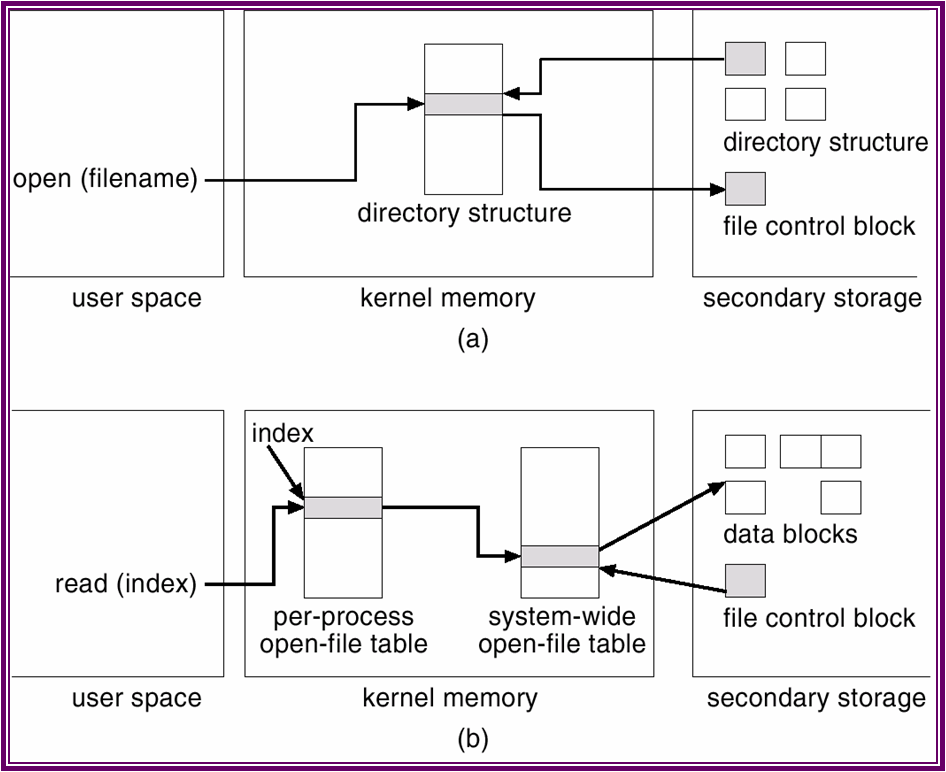 open (filename)
directory structure
directory structure
file control block
user space
kernel memory
secondary storage
(a)
index
read (index)
per-process
open-file table
system-wide
open-file table
data blocks
file control block
user space
kernel memory
secondary storage
(b)